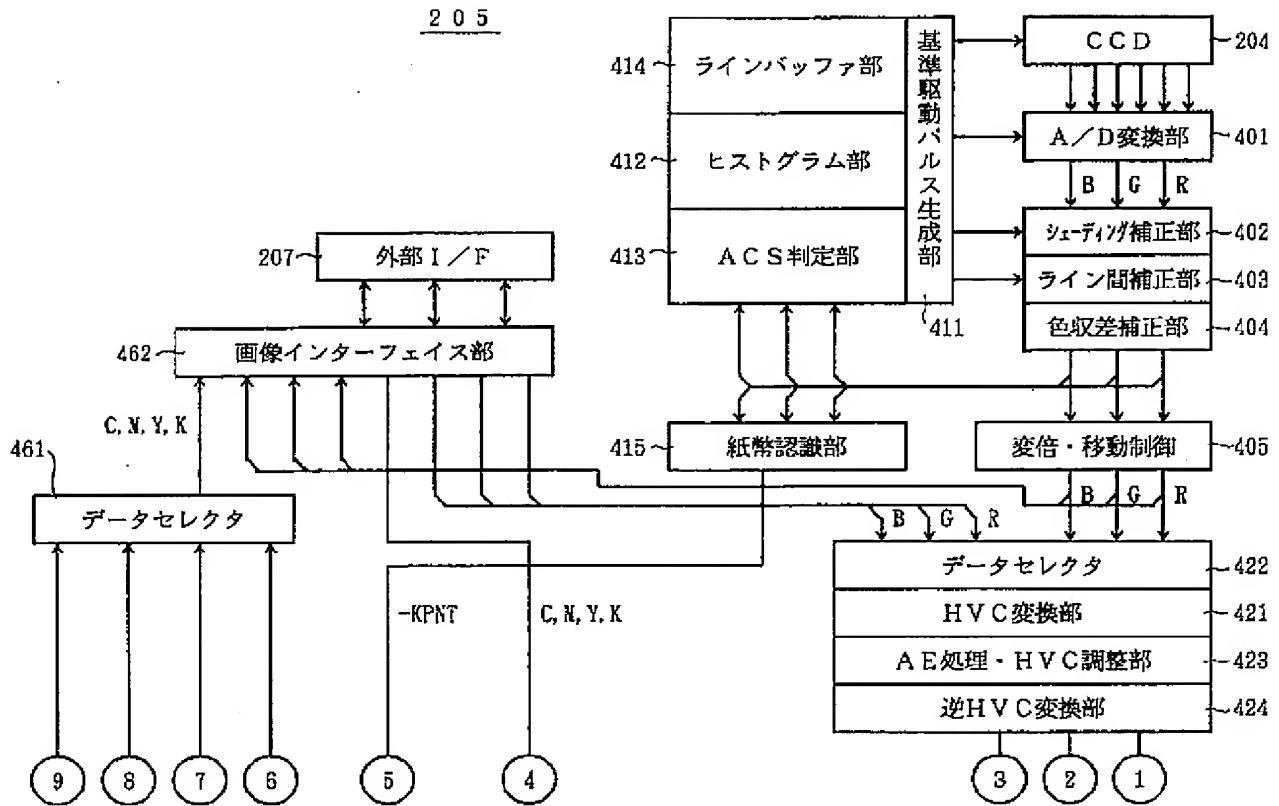 205
414
ラインバッファ部
基準駆動パルス生成部
CCD
204
412
ヒストグラム部
A/D変換部
401
B G R
413
ACS判定部
シェーディング補正部
402
207
外部I/F
ライン間補正部
403
411
色収差補正部
404
462
画像インターフェイス部
C,M,Y,K
415
紙幣認識部
変倍・移動制御
405
461
データセレクタ
B G R
B G R
データセレクタ
422
-KPNT
C,M,Y,K
HVC変換部
421
AE処理・HVC調整部
423
逆HVC変換部
424
9 8 7 6 5 4 3 2 1